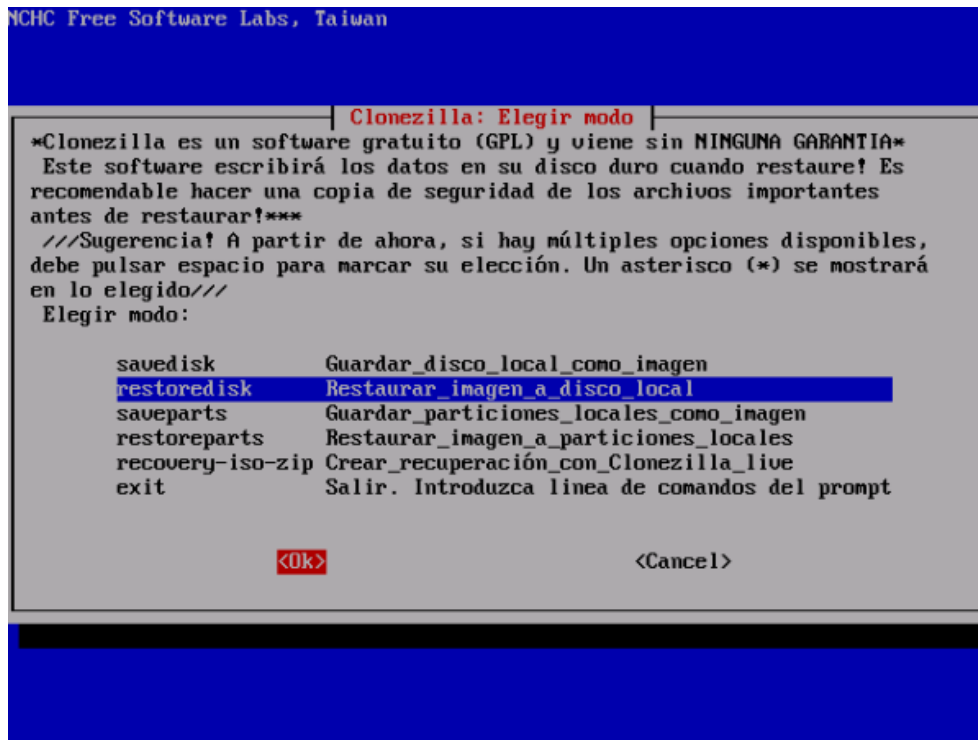 NCHC Free Software Labs, Taiwan
Clonezilla: Elegir modo
*Clonezilla es un software gratuito (GPL) y viene sin NINGUNA GARANTIA*
Este software escribirá los datos en su disco duro cuando restaure! Es
recomendable hacer una copia de seguridad de los archivos importantes
antes de restaurar!***
///Sugerencia! A partir de ahora, si hay múltiples opciones disponibles,
debe pulsar espacio para marcar su elección. Un asterisco (*) se mostrará
en lo elegido///
Elegir modo:
savedisk Guardar_disco_local_como_imagen
restoredisk Restaurar_imagen_a_disco_local
saveparts Guardar_particiones_locales_como_imagen
restoreparts Restaurar_imagen_a_particiones_locales
recovery-iso-zip Crear_recuperación_con_Clonezilla_live
exit Salir. Introduzca linea de comandos del prompt
<Ok> <Cancel>